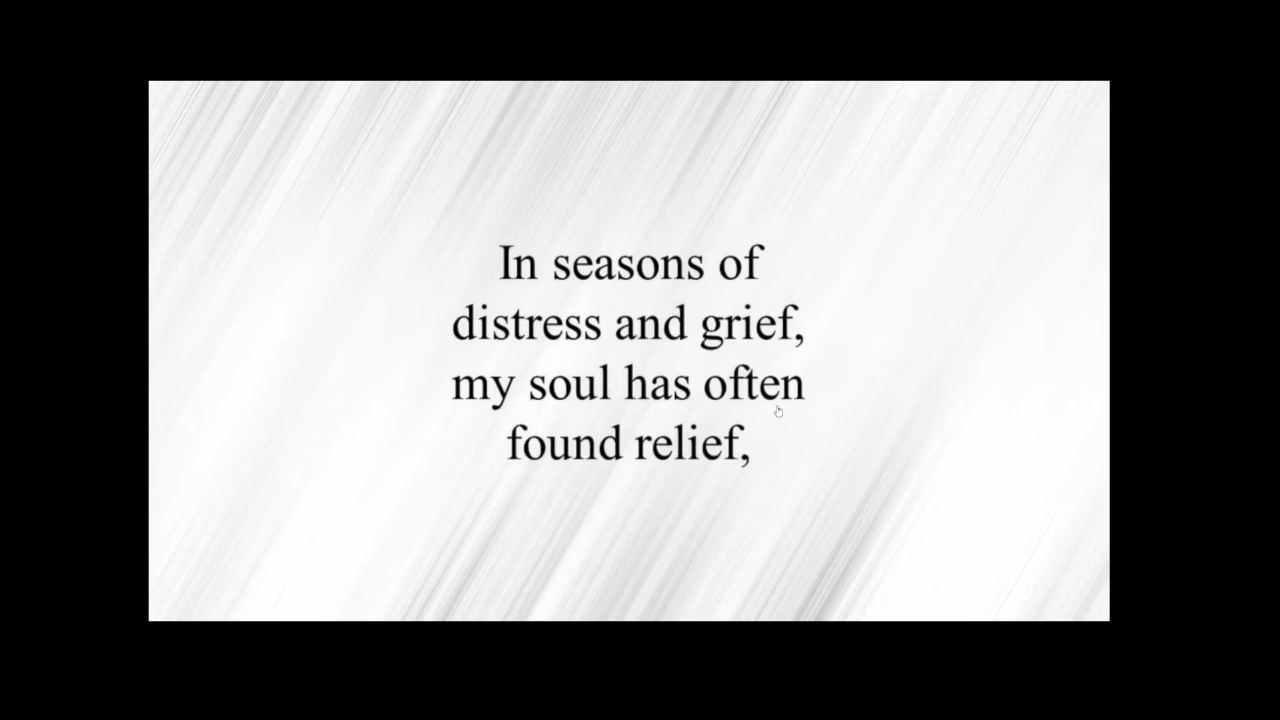 In seasons of
distress and grief,
my soul has often
found relief,